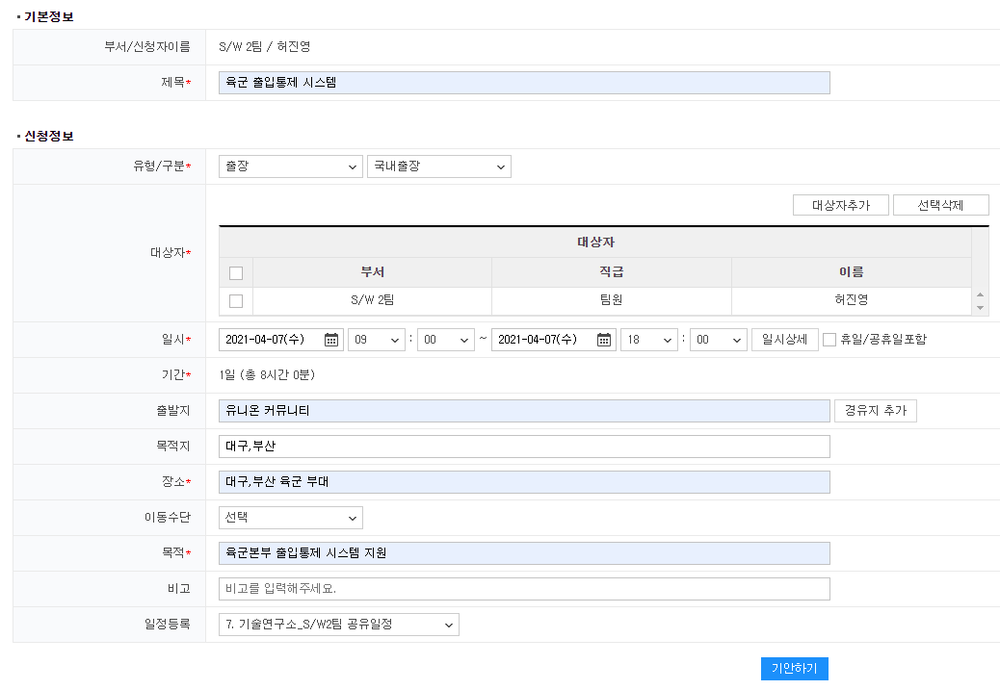 기본정보
부서/신청자이름 S/W 2팀 / 허진영
제목* 육군 출입통제 시스템
신청정보
유형/구분* 출장 국내출장
대상자추가 선택삭제
대상자*
대상자
부서 직급 이름
S/W 2팀 팀원 허진영
일시* 2021-04-07(수) 09 : 00 ~ 2021-04-07(수) 18 : 00 일시상세 휴일/공휴일포함
기간* 1일 (총 8시간 0분)
출발지 유니온 커뮤니티 경유지 추가
목적지 대구,부산
장소* 대구,부산 육군 부대
이동수단 선택
목적* 육군본부 출입통제 시스템 지원
비고 비고를 입력해주세요.
일정등록 7. 기술연구소_S/W2팀 공유일정
기안하기